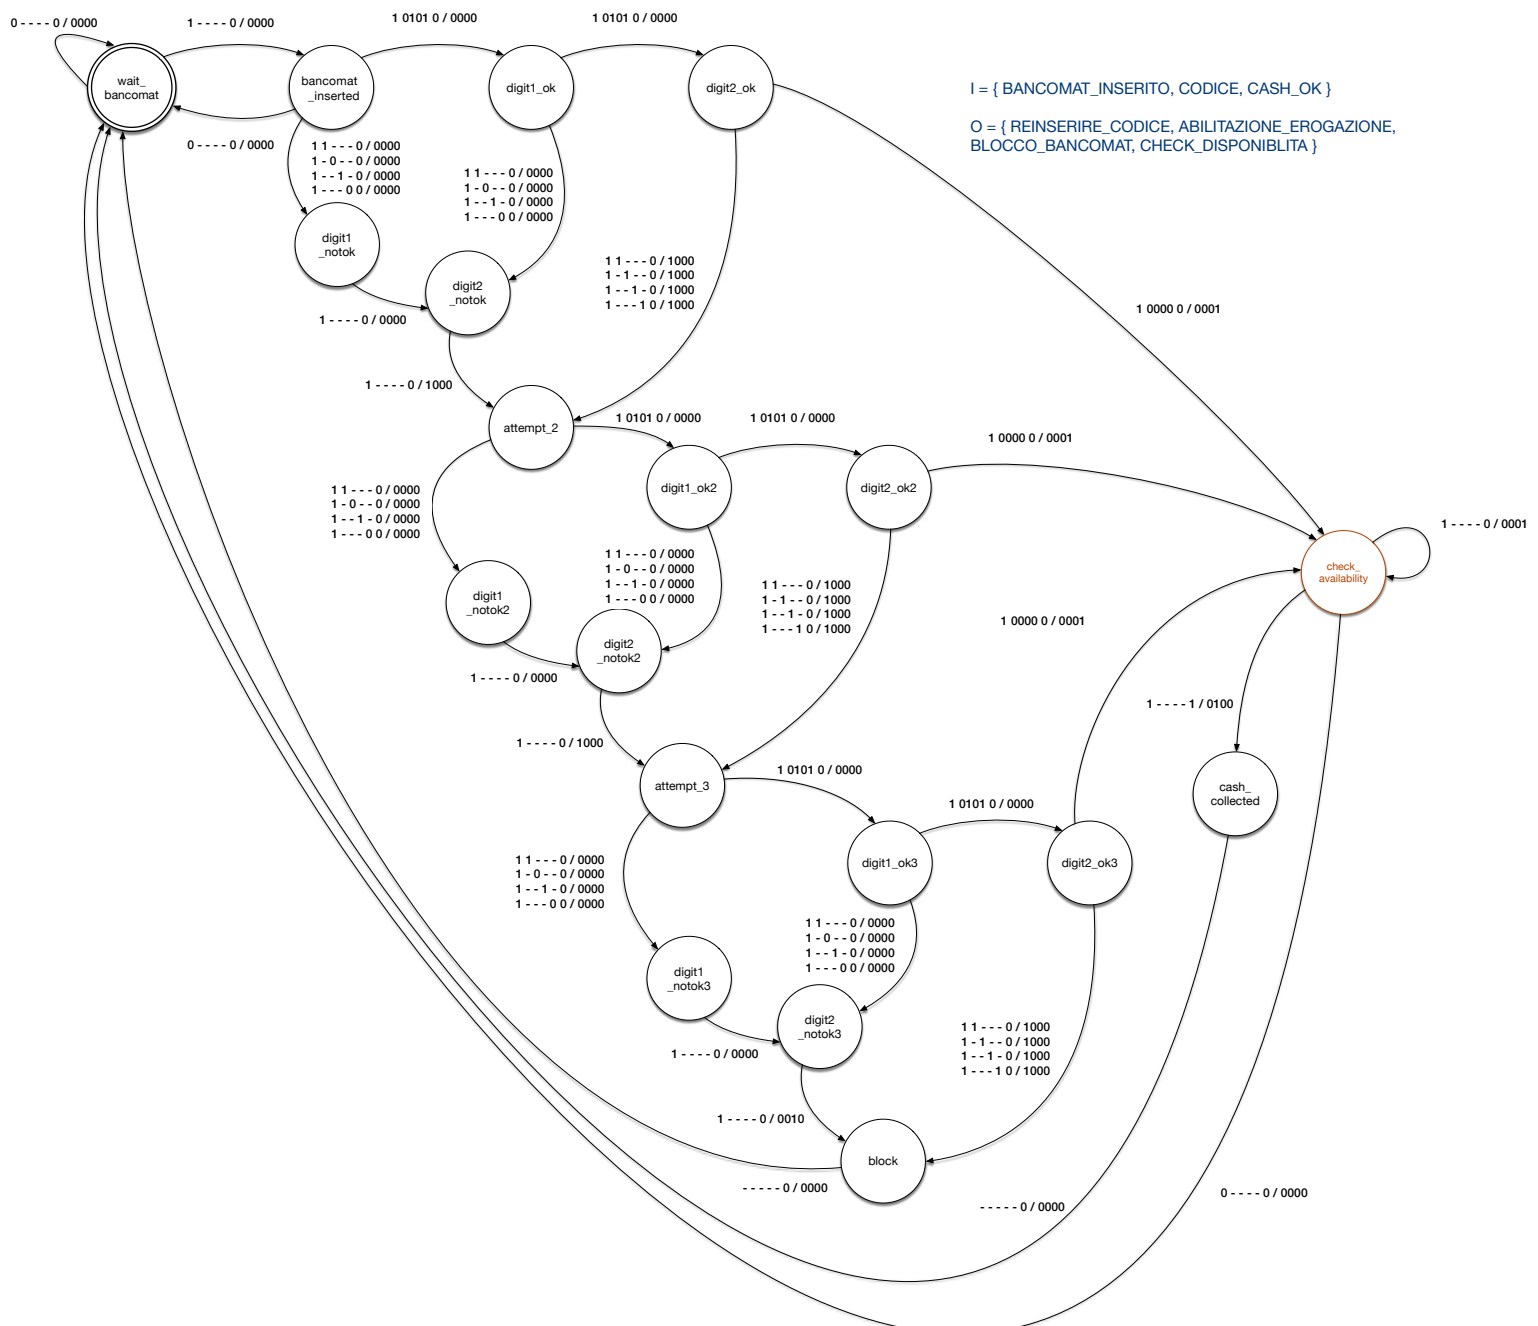 0 - - - - 0 / 0000
1 - - - - 0 / 0000
1 0101 0 / 0000
1 0101 0 / 0000
wait_
bancomat
bancomat
_inserted
digit1_ok
digit2_ok
I = { BANCOMAT_INSERITO, CODICE, CASH_OK }
O = { REINSERIRE_CODICE, ABILITAZIONE_EROGAZIONE,
BLOCCO_BANCOMAT, CHECK_DISPONIBLITA }
0 - - - - 0 / 0000
1 1 - - - 0 / 0000
1 - 0 - - 0 / 0000
1 - - 1 - 0 / 0000
1 - - - 0 0 / 0000
1 1 - - - 0 / 0000
1 - 0 - - 0 / 0000
1 - - 1 - 0 / 0000
1 - - - 0 0 / 0000
digit1
_notok
digit2
_notok
1 1 - - - 0 / 1000
1 - 1 - - 0 / 1000
1 - - 1 - 0 / 1000
1 - - - 1 0 / 1000
1 - - - - 0 / 0000
1 0000 0 / 0001
1 - - - - 0 / 1000
attempt_2
1 0101 0 / 0000
1 0101 0 / 0000
1 0000 0 / 0001
digit1_ok2
digit2_ok2
1 1 - - - 0 / 0000
1 - 0 - - 0 / 0000
1 - - 1 - 0 / 0000
1 - - - 0 0 / 0000
1 - - - - 0 / 0001
check_
availability
1 1 - - - 0 / 0000
1 - 0 - - 0 / 0000
1 - - 1 - 0 / 0000
1 - - - 0 0 / 0000
1 1 - - - 0 / 1000
1 - 1 - - 0 / 1000
1 - - 1 - 0 / 1000
1 - - - 1 0 / 1000
digit1
_notok2
digit2
_notok2
1 0000 0 / 0001
1 - - - - 0 / 0000
1 - - - - 1 / 0100
1 - - - - 0 / 1000
attempt_3
1 0101 0 / 0000
1 0101 0 / 0000
cash_
collected
digit1_ok3
digit2_ok3
1 1 - - - 0 / 0000
1 - 0 - - 0 / 0000
1 - - 1 - 0 / 0000
1 - - - 0 0 / 0000
1 1 - - - 0 / 0000
1 - 0 - - 0 / 0000
1 - - 1 - 0 / 0000
1 - - - 0 0 / 0000
digit1
_notok3
digit2
_notok3
1 1 - - - 0 / 1000
1 - 1 - - 0 / 1000
1 - - 1 - 0 / 1000
1 - - - 1 0 / 1000
1 - - - - 0 / 0000
1 - - - - 0 / 0010
block
- - - - - 0 / 0000
- - - - - 0 / 0000
0 - - - - 0 / 0000